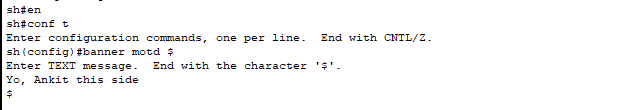 sh#en
sh#conf t
Enter configuration commands, one per line.  End with CNTL/Z.
sh(config)#banner motd $
Enter TEXT message.  End with the character '$'.
Yo, Ankit this side
$